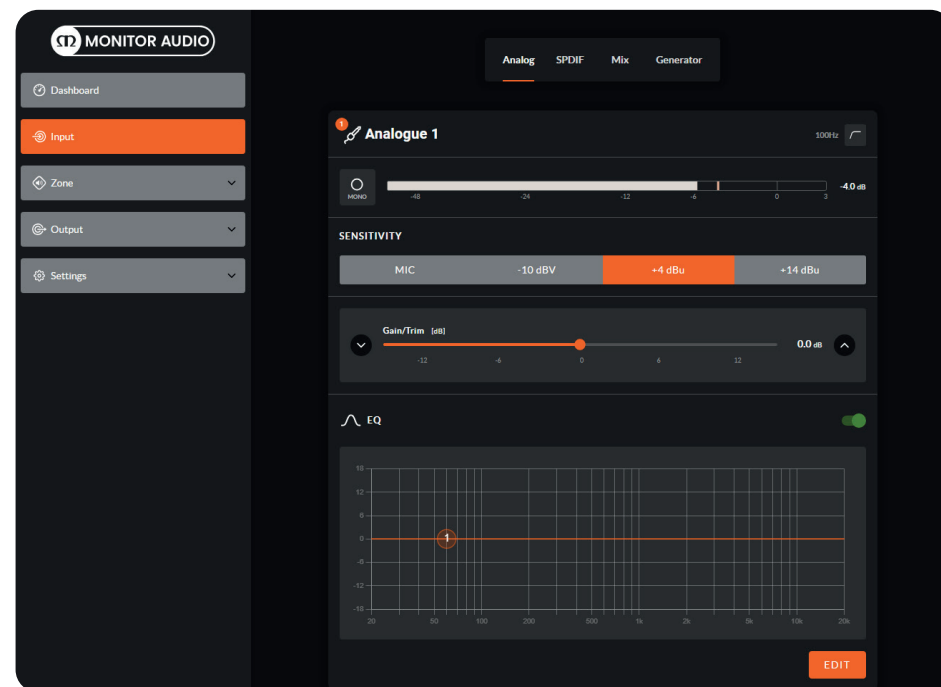 MONITOR AUDIO
Dashboard
Input
Zone
Output
Settings
Analog SPDIF Mix Generator
1
Analogue 1
100Hz
MONO
-4.0 dB
-48 -24 -12 -6 0 3
SENSITIVITY
MIC -10 dBV +4 dBu +14 dBu
Gain/Trim [dB]
0.0 dB
-12 -6 0 6 12
EQ
18
12
6
0
1
-6
-12
-18
20 50 100 200 500 1k 2k 5k 10k 20k
EDIT